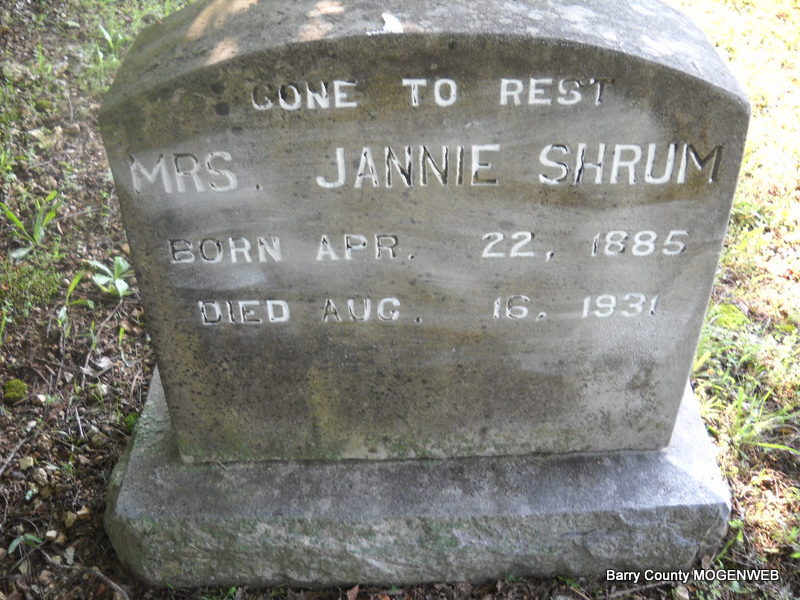 GONE TO REST
MRS. JANNIE SHRUM
BORN APR. 22, 1885
DIED AUG. 16, 1931
Barry County MOGENWEB